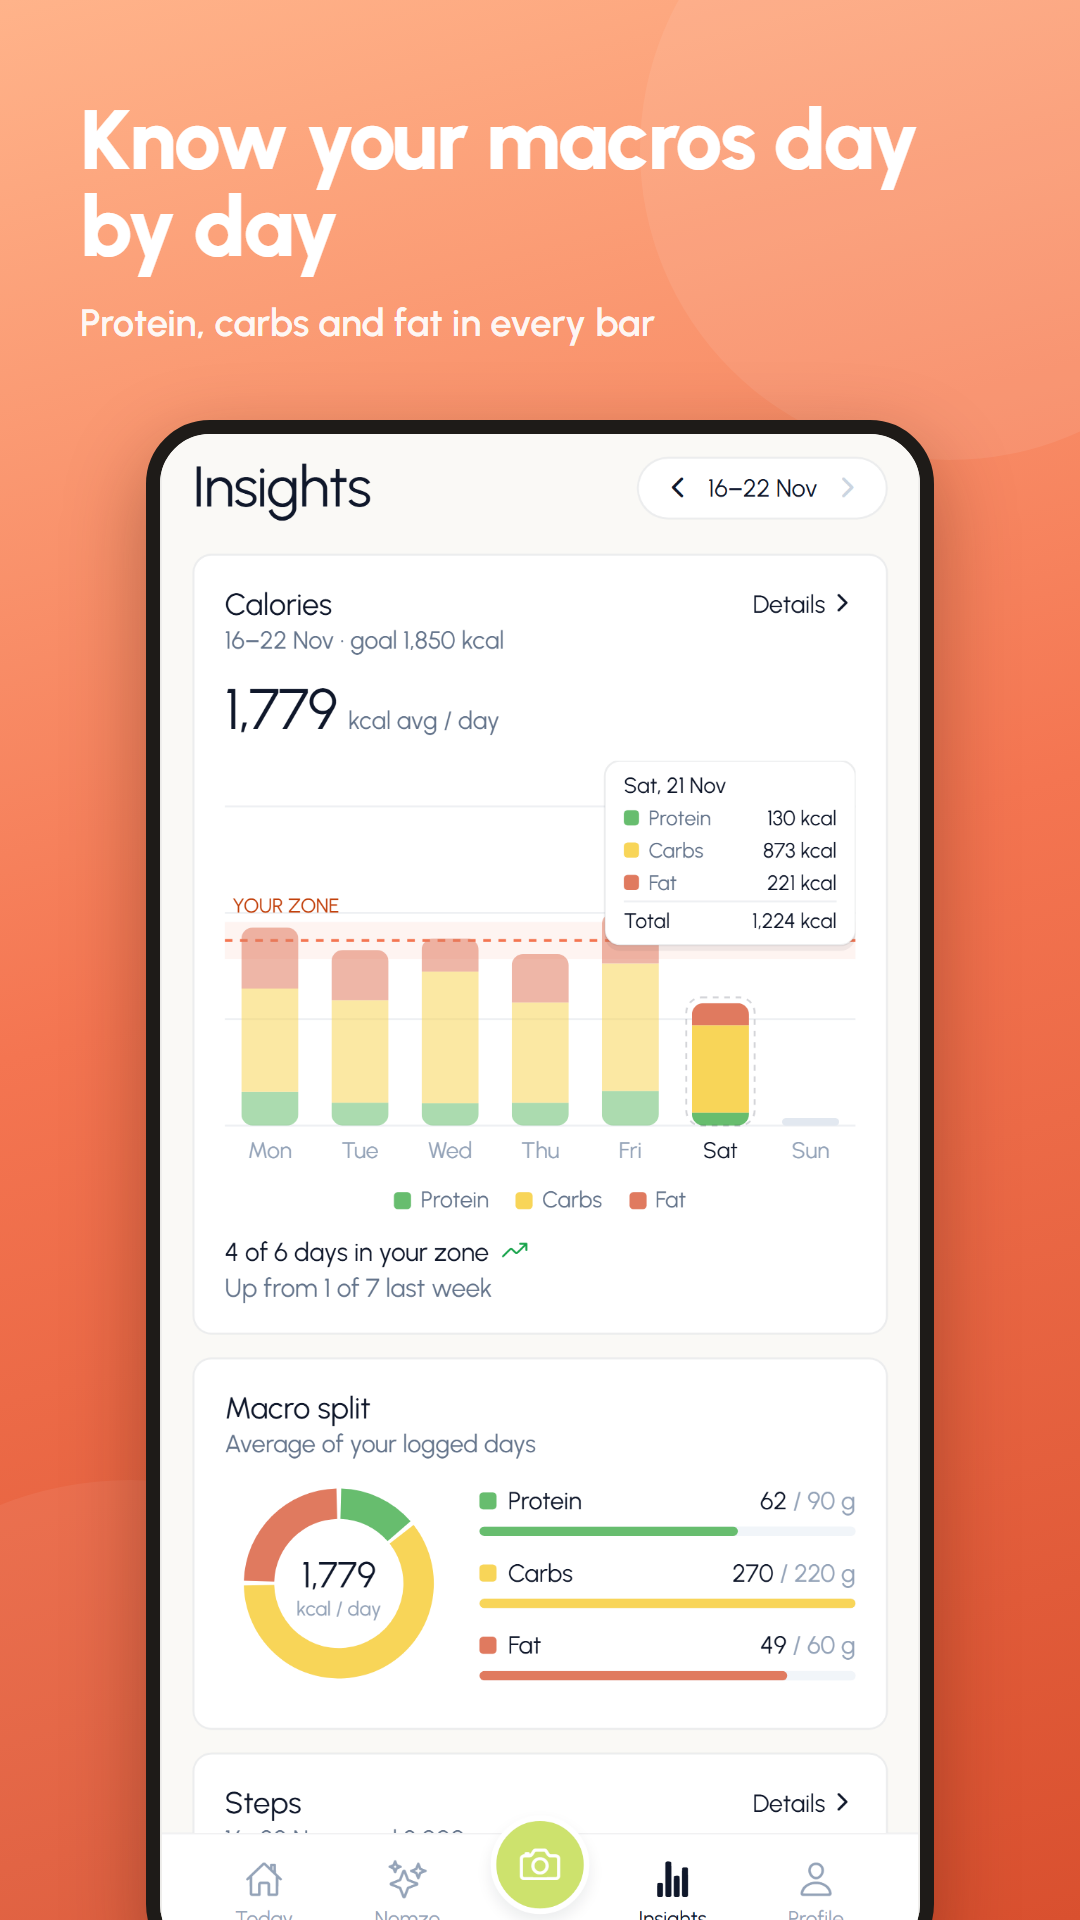 Know your macros day
by day
Protein, carbs and fat in every bar
Insights
16–22 Nov
Calories
Details
16–22 Nov · goal 1,850 kcal
1,779 kcal avg / day
Sat, 21 Nov
Protein 130 kcal
Carbs 873 kcal
Fat 221 kcal
Total 1,224 kcal
YOUR ZONE
Mon Tue Wed Thu Fri Sat Sun
Protein Carbs Fat
4 of 6 days in your zone
Up from 1 of 7 last week
Macro split
Average of your logged days
1,779
kcal / day
Protein 62 / 90 g
Carbs 270 / 220 g
Fat 49 / 60 g
Steps
Details
Today Nomzo Insights Profile